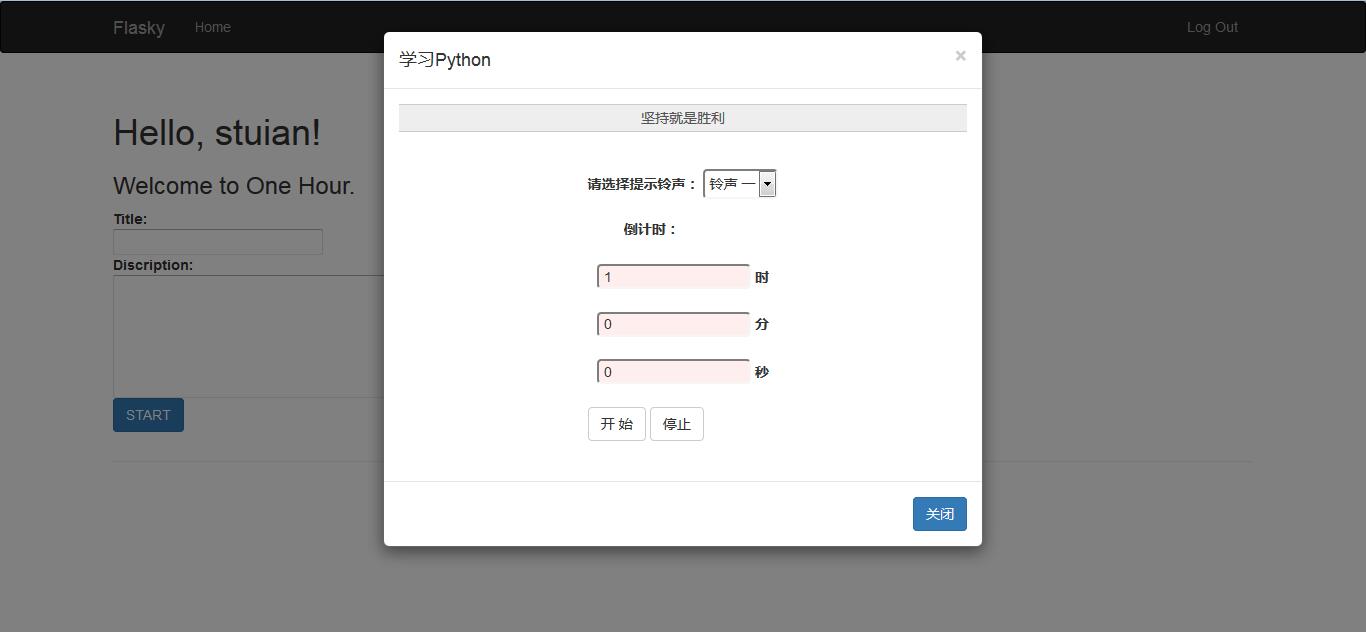 Flasky Home Log Out
学习Python ×
坚持就是胜利
Hello, stuian!
Welcome to One Hour.
Title:
Discription:
START
请选择提示铃声： 铃声 一
倒计时：
1 时
0 分
0 秒
开 始 停止
关闭